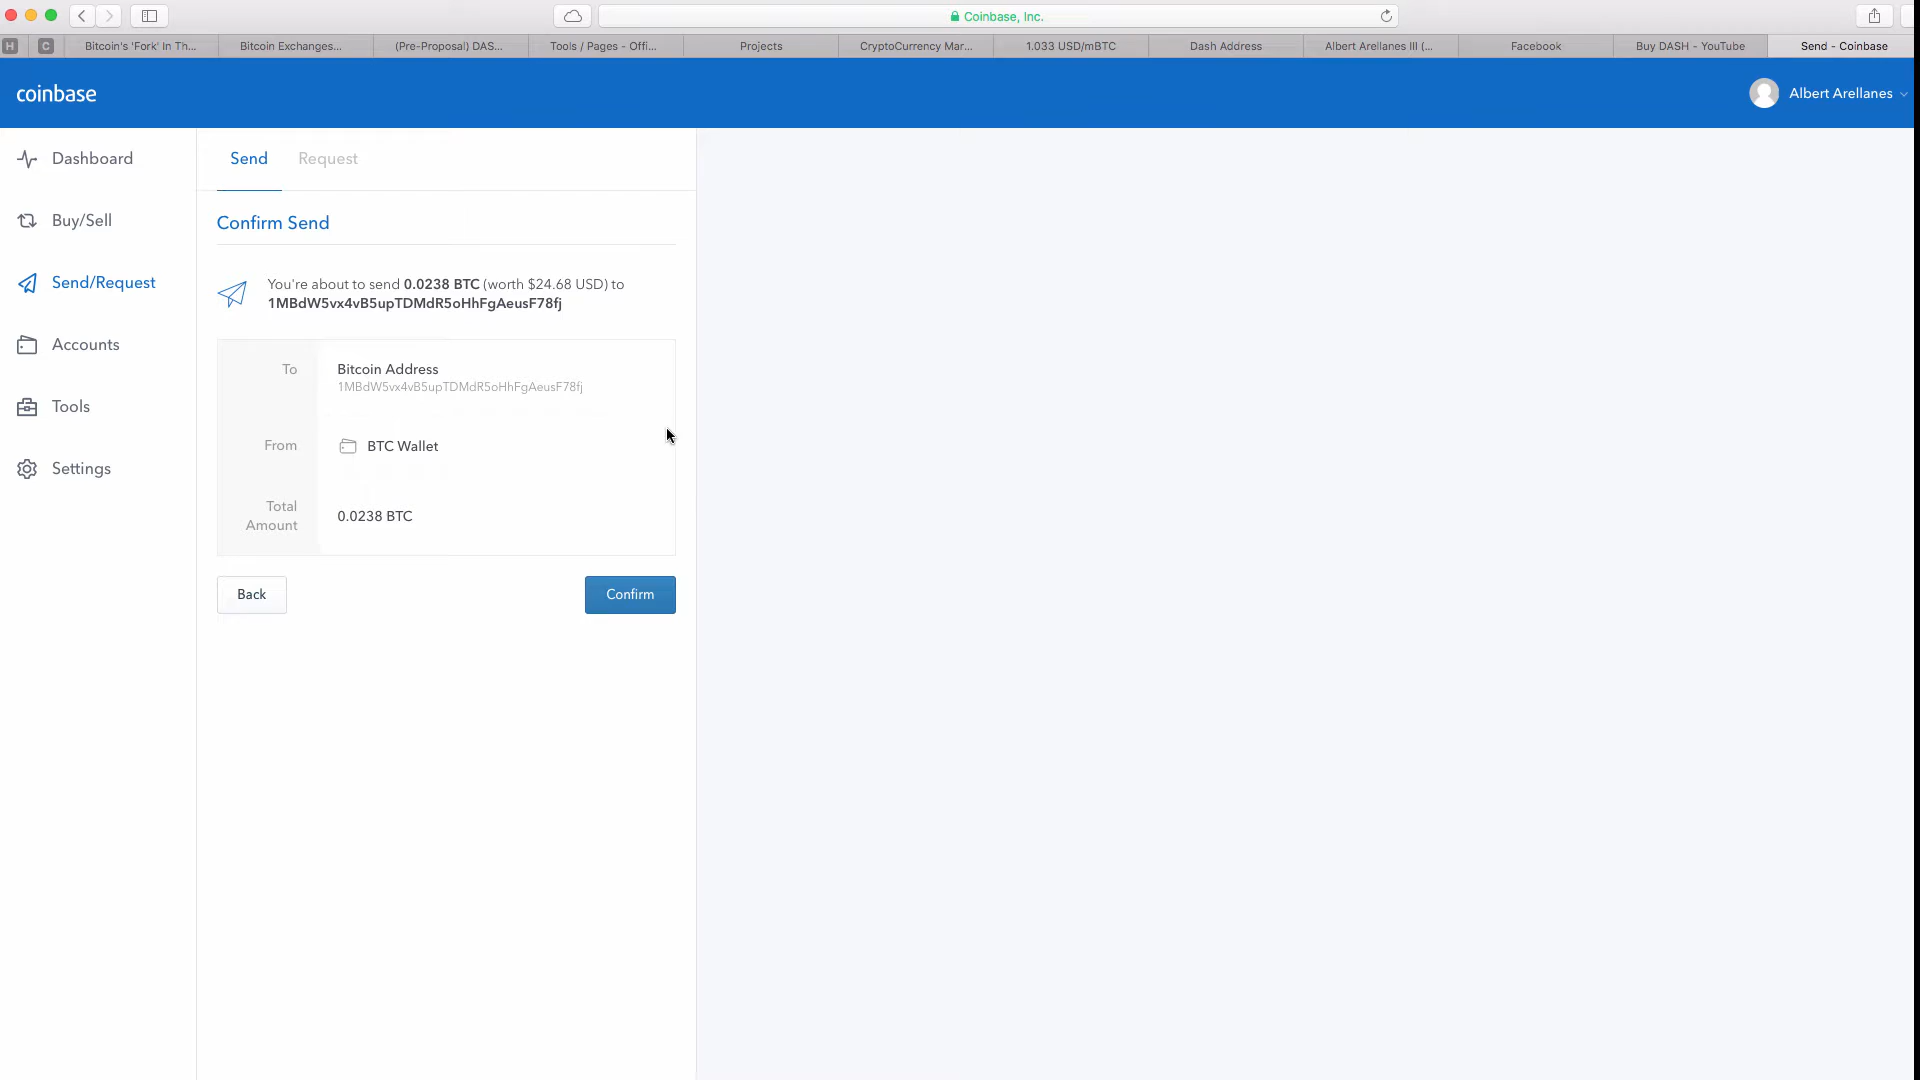 Coinbase, Inc.
H
C
Bitcoin's 'Fork' In Th...
Bitcoin Exchanges...
(Pre-Proposal) DAS...
Tools / Pages - Offi...
Projects
CryptoCurrency Mar...
1.033 USD/mBTC
Dash Address
Albert Arellanes III (...
Facebook
Buy DASH - YouTube
Send - Coinbase
coinbase
Albert Arellanes
Dashboard
Buy/Sell
Send/Request
Accounts
Tools
Settings
Send
Request
Confirm Send
You're about to send 0.0238 BTC (worth $24.68 USD) to
1MBdW5vx4vB5upTDMdR5oHhFgAeusF78fj
To
Bitcoin Address
1MBdW5vx4vB5upTDMdR5oHhFgAeusF78fj
From
BTC Wallet
Total
Amount
0.0238 BTC
Back
Confirm